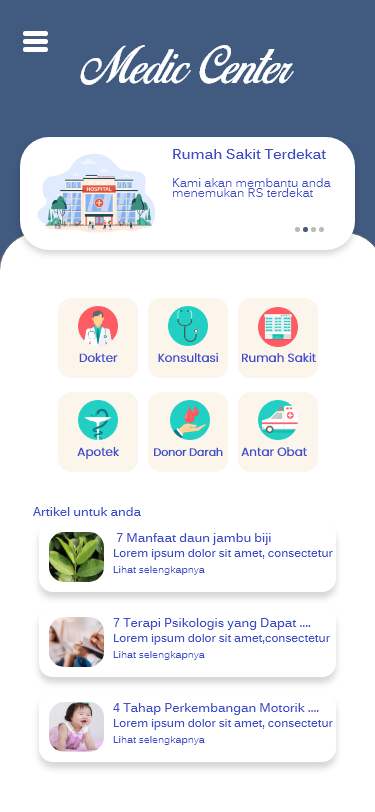 Medic Center
Rumah Sakit Terdekat
Kami akan membantu anda
menemukan RS terdekat
HOSPITAL
Dokter
Konsultasi
Rumah Sakit
Apotek
Donor Darah
Antar Obat
Artikel untuk anda
7 Manfaat daun jambu biji
Lorem ipsum dolor sit amet, consectetur
Lihat selengkapnya
7 Terapi Psikologis yang Dapat ....
Lorem ipsum dolor sit amet,consectetur
Lihat selengkapnya
4 Tahap Perkembangan Motorik ....
Lorem ipsum dolor sit amet, consectetur
Lihat selengkapnya